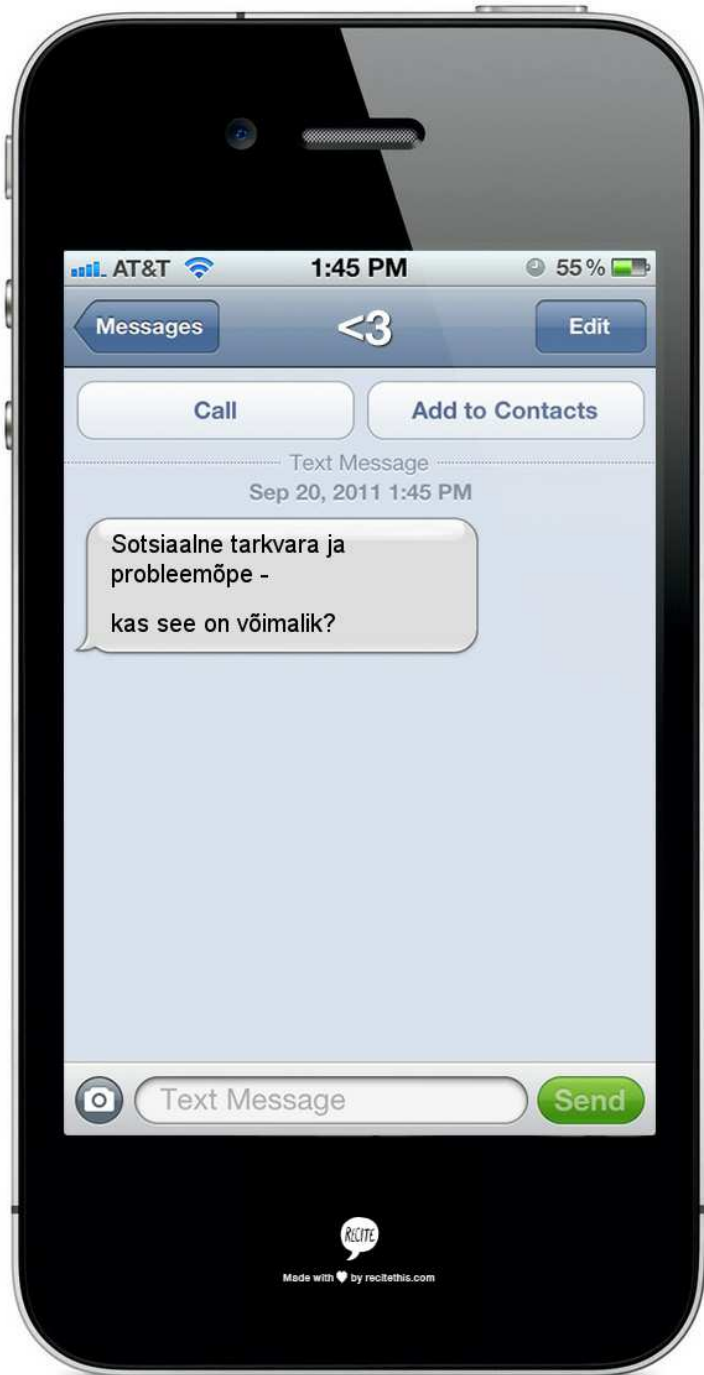 AT&T 1:45 PM 55%
Messages <3 Edit
Call Add to Contacts
Text Message
Sep 20, 2011 1:45 PM
Sotsiaalne tarkvara ja
probleemõpe -
kas see on võimalik?
Text Message Send
RECITE
Made with ♥ by recitethis.com